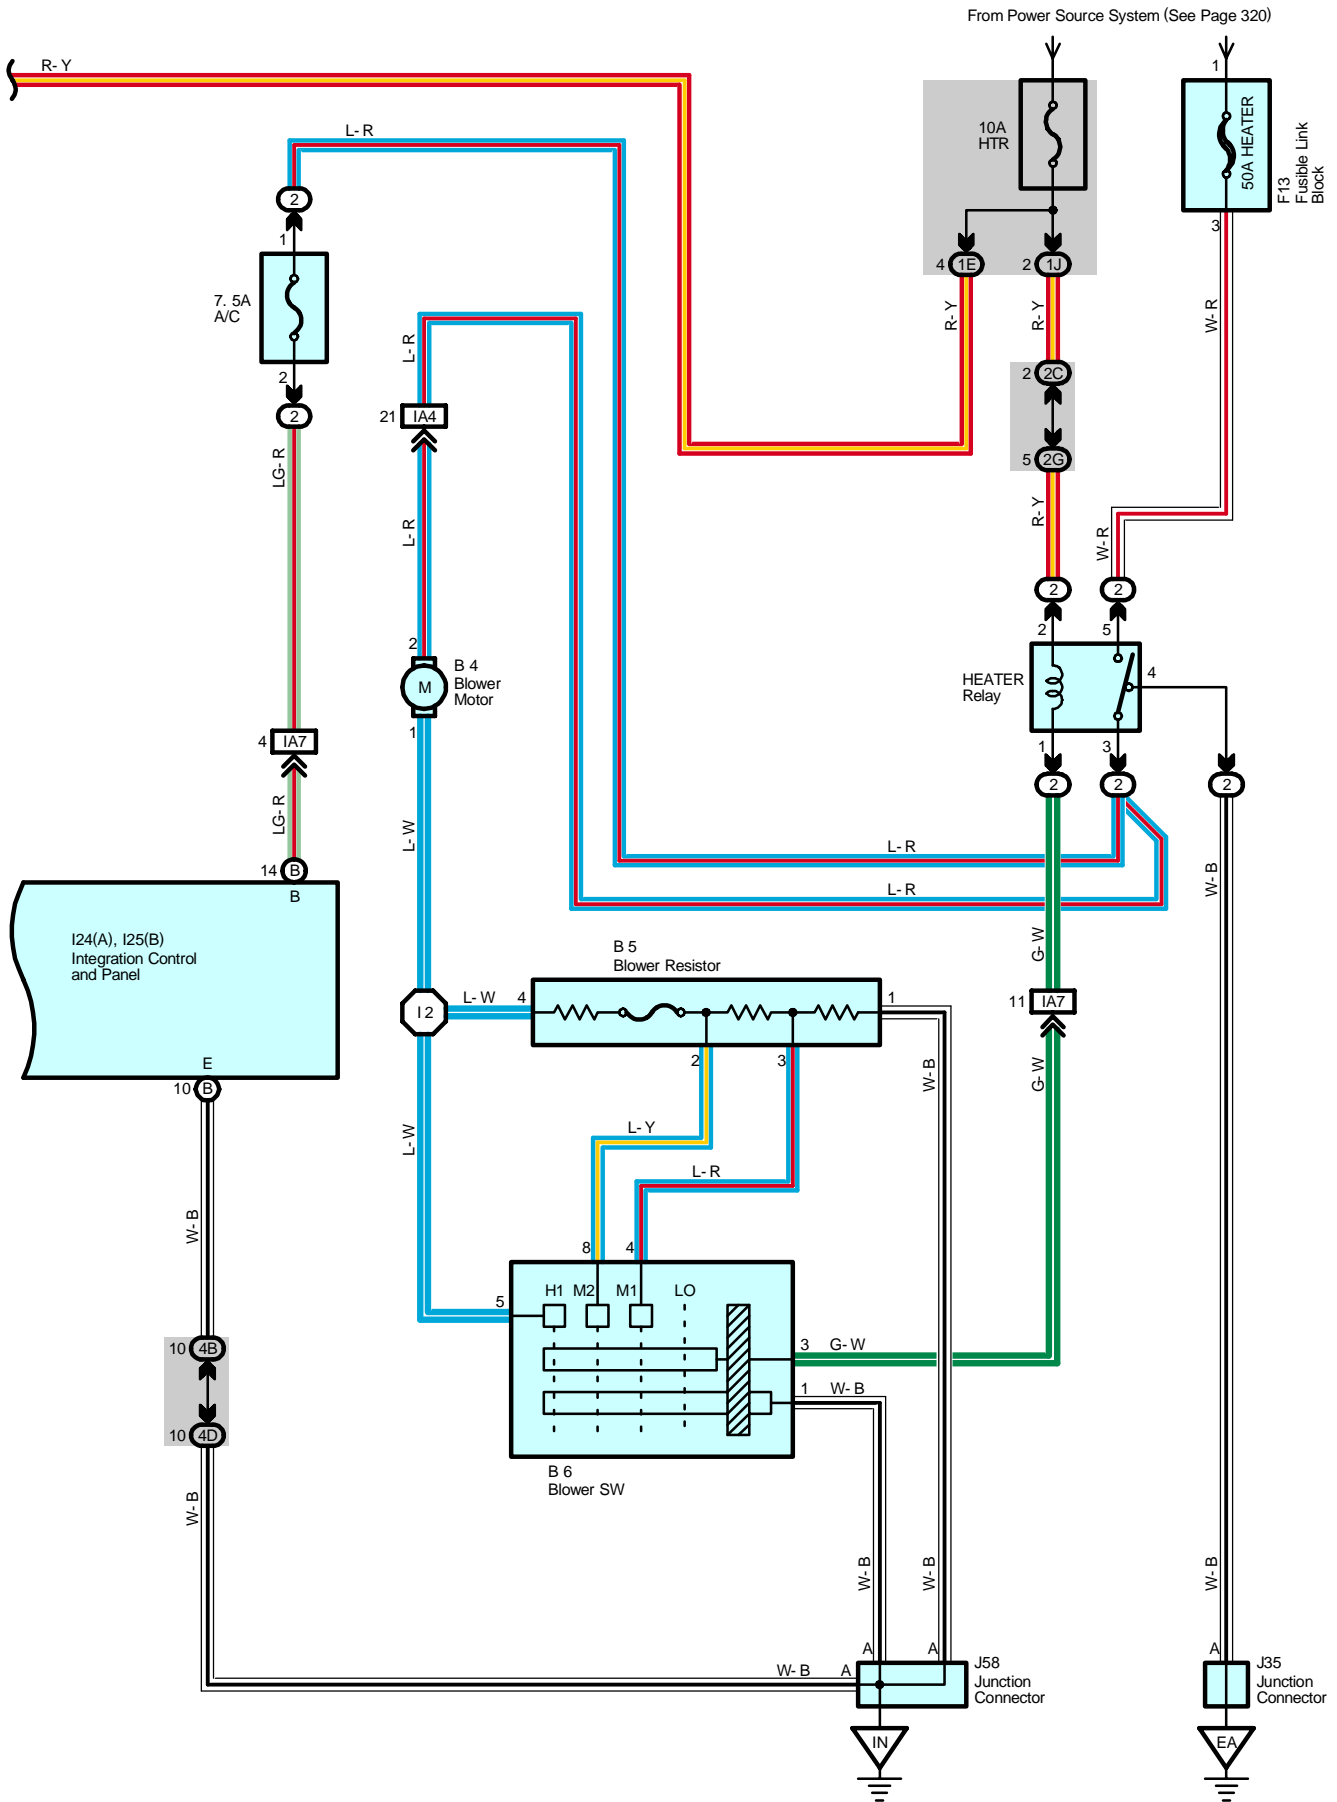 From Power Source System (See Page 320)
R- Y
1
L- R
10A
HTR
50A HEATER
F13
Fusible Link
Block
2
1
3
4 1E
2 1J
7. 5A
A/C
R- Y
R- Y
W- R
L- R
2
2 2C
2
21 IA4
5 2G
LG- R
L- R
R- Y
W- R
2
2
2
5
2
B 4
Blower
Motor
M
HEATER
Relay
4
1
4 IA7
1
3
2
2
2
LG- R
L- W
L- R
14 B
B
L- R
W- B
I24(A), I25(B)
Integration Control
and Panel
B 5
Blower Resistor
G- W
L- W
4
1
11 IA7
I 2
E
2
3
10 B
W- B
G- W
L- Y
L- W
L- R
W- B
8
4
H1
M2
M1
LO
5
3
G- W
10 4B
1
W- B
10 4D
B 6
Blower SW
W- B
W- B
W- B
W- B
A
A
A
J58
Junction
Connector
J35
Junction
Connector
W- B
A
IN
EA